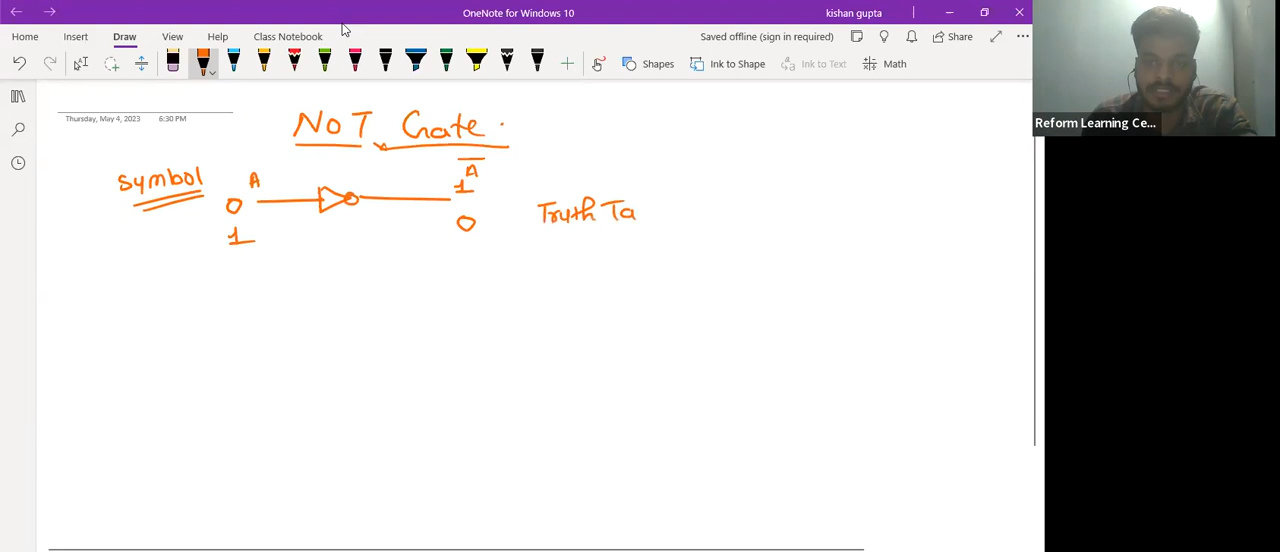 OneNote for Windows 10
kishan gupta
Home Insert Draw View Help Class Notebook
Saved offline (sign in required) Share
Shapes Ink to Shape Ink to Text Math
Thursday, May 4, 2023 6:30 PM
NOT Gate.
Symbol
A
A̅
0
1
1
0
Truth Ta
Reform Learning Ce...